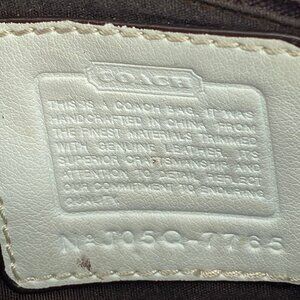 COACH
THIS IS A COACH BAG. IT WAS
HANDCRAFTED IN CHINA FROM
THE FINEST MATERIALS TRIMMED
WITH GENUINE LEATHER. ITS
SUPERIOR CRAFTSMANSHIP AND
ATTENTION TO DETAIL REFLECT
OUR COMMITMENT TO ENDURING
QUALITY.
Nº J05Q-7765